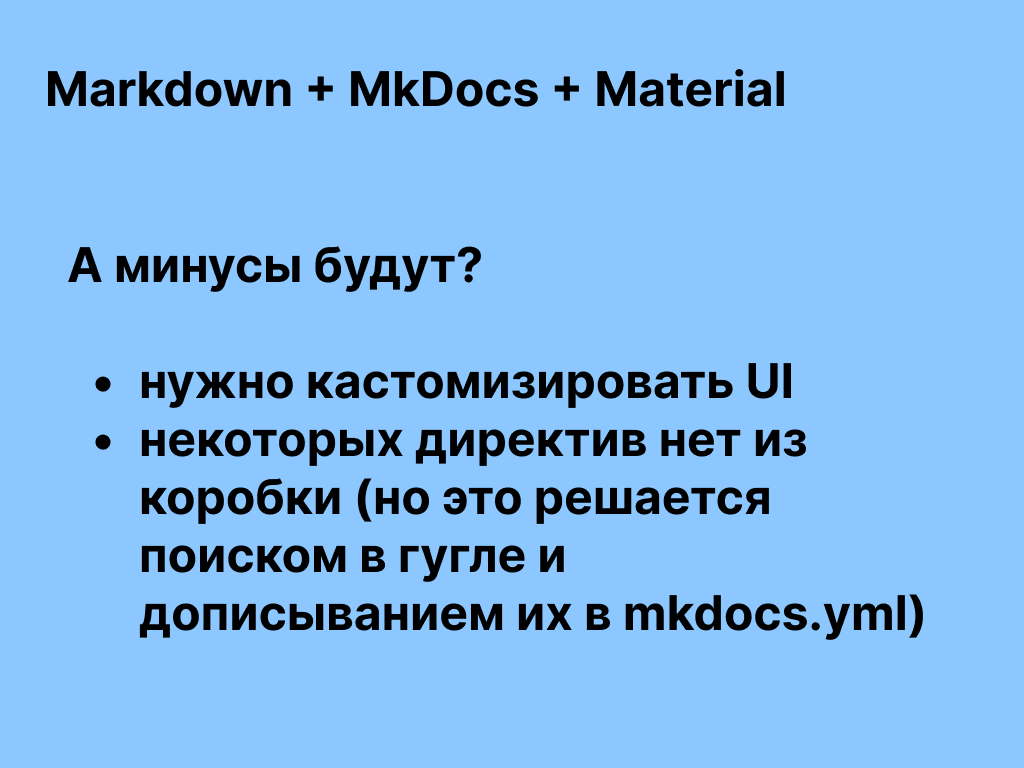 Markdown + MkDocs + Material
А минусы будут?
• нужно кастомизировать UI
• некоторых директив нет из
коробки (но это решается
поиском в гугле и
дописыванием их в mkdocs.yml)